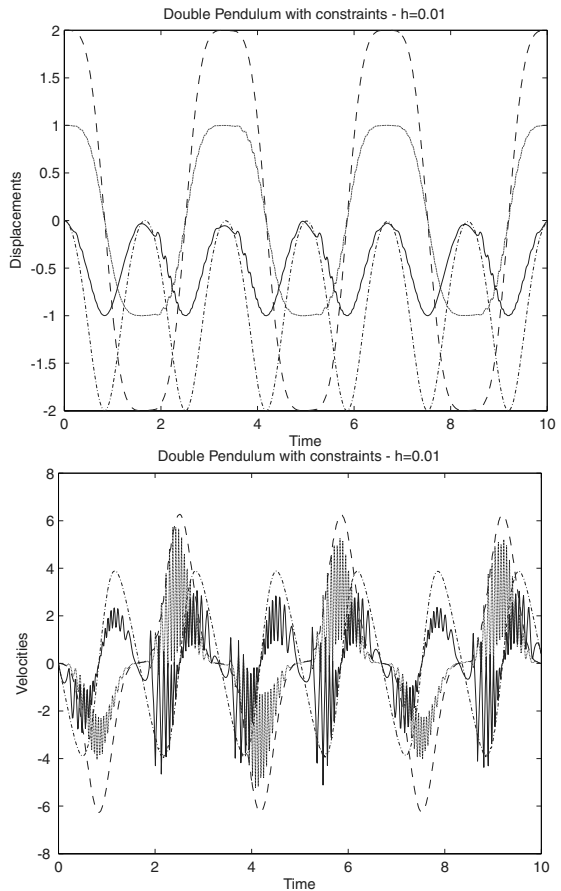 Double Pendulum with constraints - h=0.01
2
1.5
1
0.5
0
-0.5
-1
-1.5
-2
Displacements
0 2 4 6 8 10
Time
Double Pendulum with constraints - h=0.01
8
6
4
2
0
-2
-4
-6
-8
Velocities
0 2 4 6 8 10
Time